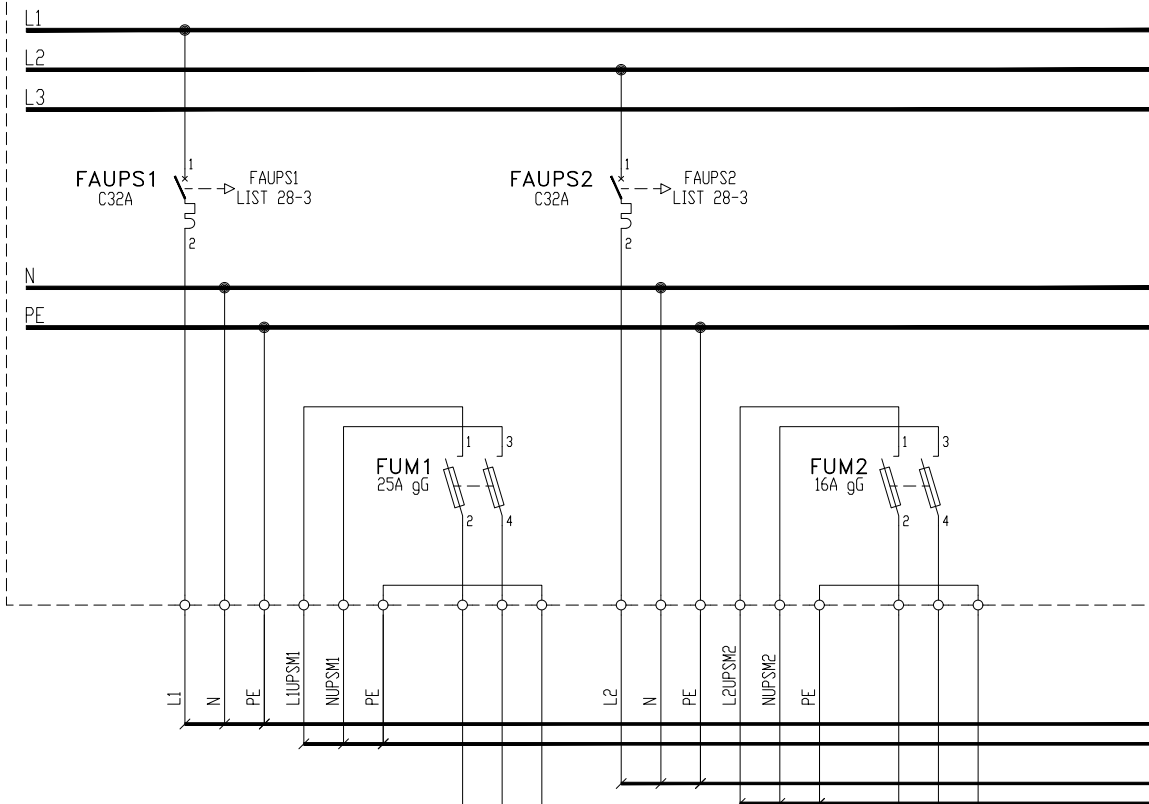 L1
L2
L3
1
FAUPS1
C32A
FAUPS1
LIST 28-3
2
1
FAUPS2
C32A
FAUPS2
LIST 28-3
2
N
PE
1
3
FUM1
25A gG
2
4
1
3
FUM2
16A gG
2
4
L1
N
PE
L1UPSM1
NUPSM1
PE
L2
N
PE
L2UPSM2
NUPSM2
PE